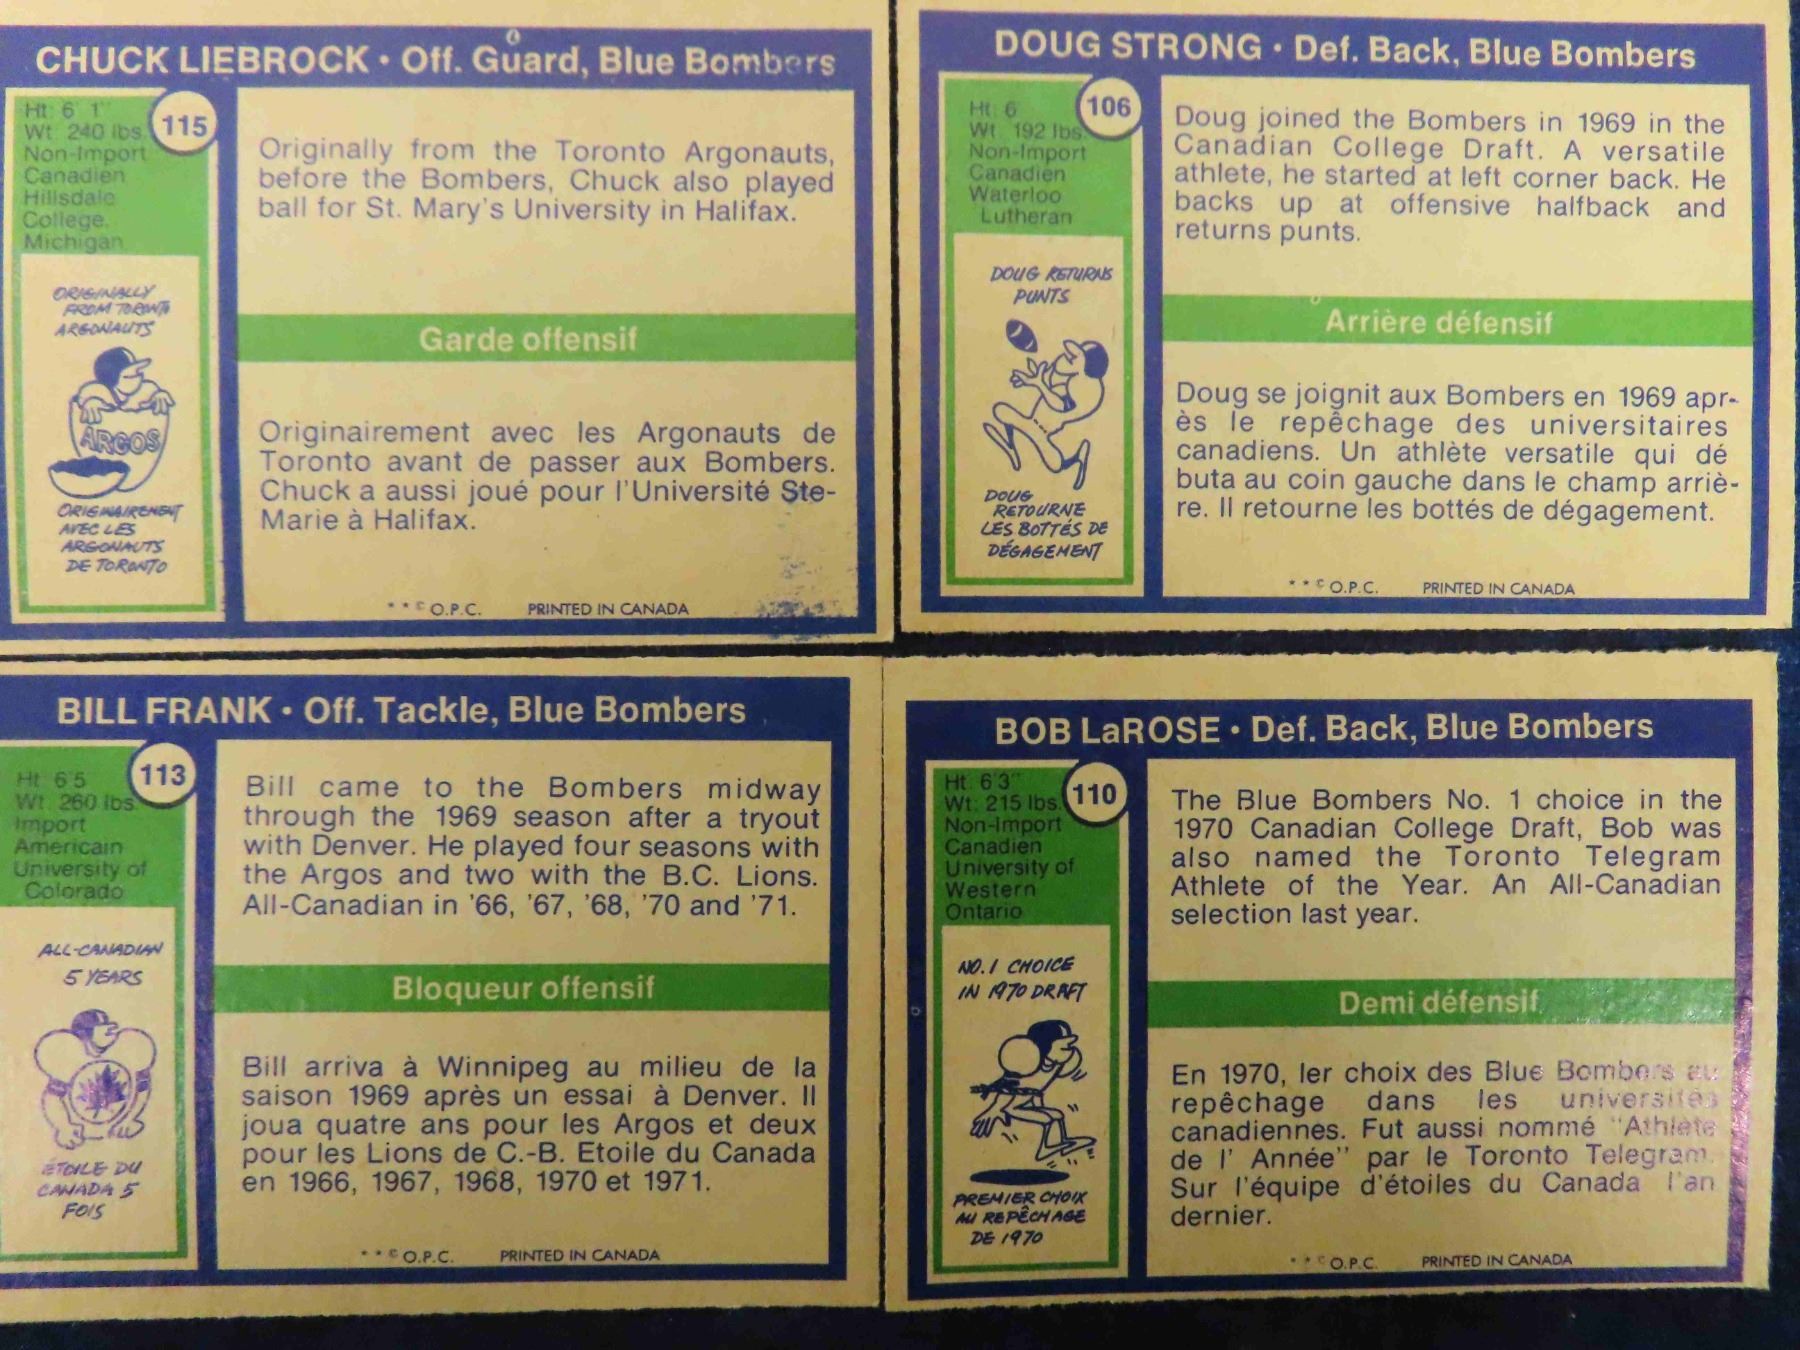 CHUCK LIEBROCK • Off. Guard, Blue Bombers
115
Ht: 6' 1"
Wt: 240 lbs.
Non-Import
Canadien
Hillsdale
College,
Michigan
ORIGINALLY
FROM TORONTO
ARGONAUTS
ARGOS
ORIGINAIREMENT
AVEC LES
ARGONAUTS
DE TORONTO
Originally from the Toronto Argonauts,
before the Bombers, Chuck also played
ball for St. Mary's University in Halifax.
Garde offensif
Originairement avec les Argonauts de
Toronto avant de passer aux Bombers.
Chuck a aussi joué pour l'Université Ste-
Marie à Halifax.
* * © O.P.C. PRINTED IN CANADA
DOUG STRONG • Def. Back, Blue Bombers
106
Ht: 6'
Wt. 192 lbs.
Non-Import
Canadien
Waterloo
Lutheran
DOUG RETURNS
PUNTS
DOUG
RETOURNE
LES BOTTÉS DE
DÉGAGEMENT
Doug joined the Bombers in 1969 in the
Canadian College Draft. A versatile
athlete, he started at left corner back. He
backs up at offensive halfback and
returns punts.
Arrière défensif
Doug se joignit aux Bombers en 1969 apr-
ès le repêchage des universitaires
canadiens. Un athlète versatile qui dé
buta au coin gauche dans le champ arriè-
re. Il retourne les bottés de dégagement.
* * © O.P.C. PRINTED IN CANADA
BILL FRANK • Off. Tackle, Blue Bombers
113
Ht: 6'5
Wt: 260 lbs.
Import
Americain
University of
Colorado
ALL-CANADIAN
5 YEARS
ÉTOILE DU
CANADA 5
FOIS
Bill came to the Bombers midway
through the 1969 season after a tryout
with Denver. He played four seasons with
the Argos and two with the B.C. Lions.
All-Canadian in '66, '67, '68, '70 and '71.
Bloqueur offensif
Bill arriva à Winnipeg au milieu de la
saison 1969 après un essai à Denver. Il
joua quatre ans pour les Argos et deux
pour les Lions de C.-B. Etoile du Canada
en 1966, 1967, 1968, 1970 et 1971.
* * © O.P.C. PRINTED IN CANADA
BOB LaROSE • Def. Back, Blue Bombers
110
Ht: 6'3"
Wt: 215 lbs.
Non-Import
Canadien
University of
Western
Ontario
NO. 1 CHOICE
IN 1970 DRAFT
PREMIER CHOIX
AU REPÊCHAGE
DE 1970
The Blue Bombers No. 1 choice in the
1970 Canadian College Draft, Bob was
also named the Toronto Telegram
Athlete of the Year. An All-Canadian
selection last year.
Demi défensif
En 1970, ler choix des Blue Bombers au
repêchage dans les universités
canadiennes. Fut aussi nommé "Athlete
de l' Année" par le Toronto Telegram.
Sur l'équipe d'étoiles du Canada l'an
dernier.
* * © O.P.C. PRINTED IN CANADA